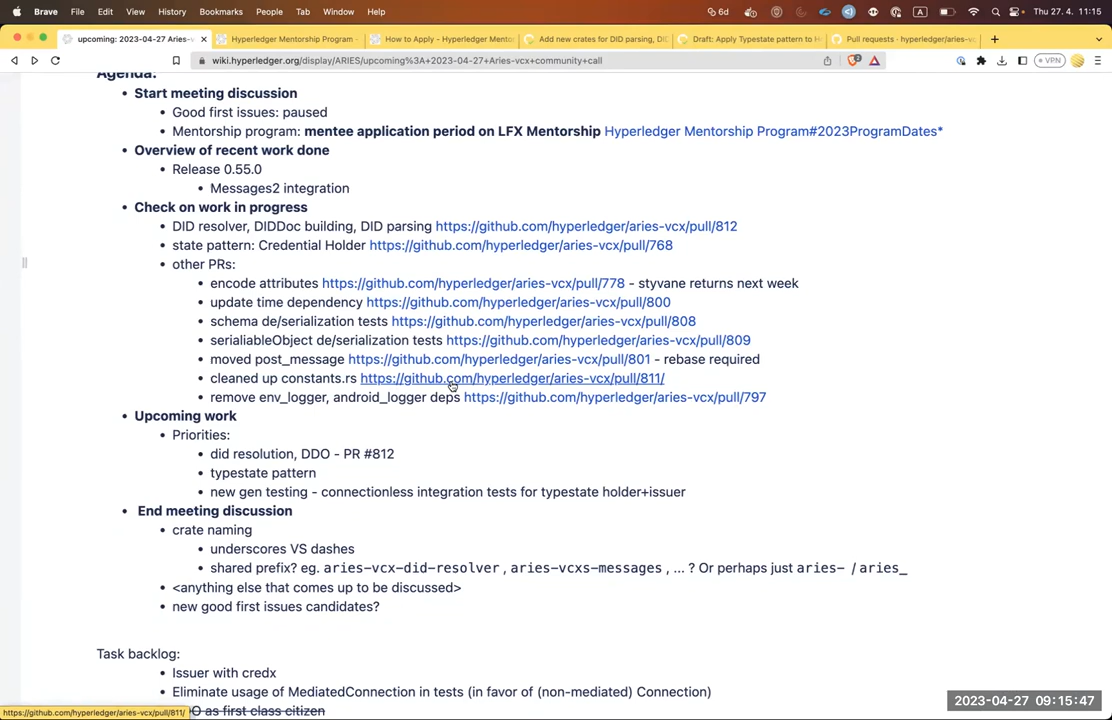 Brave File Edit View History Bookmarks People Tab Window Help 6d A Thu 27. 4. 11:15
upcoming: 2023-04-27 Aries-v Hyperledger Mentorship Program - How to Apply - Hyperledger Mento Add new crates for DID parsing, DI Draft: Apply Typestate pattern to H Pull requests · hyperledger/aries-vc
wiki.hyperledger.org/display/ARIES/upcoming%3A+2023-04-27+Aries-vcx+community+call 2 VPN
Agenda:
• Start meeting discussion
• Good first issues: paused
• Mentorship program: mentee application period on LFX Mentorship Hyperledger Mentorship Program#2023ProgramDates*
• Overview of recent work done
• Release 0.55.0
• Messages2 integration
• Check on work in progress
• DID resolver, DIDDoc building, DID parsing https://github.com/hyperledger/aries-vcx/pull/812
• state pattern: Credential Holder https://github.com/hyperledger/aries-vcx/pull/768
• other PRs:
• encode attributes https://github.com/hyperledger/aries-vcx/pull/778 - styvane returns next week
• update time dependency https://github.com/hyperledger/aries-vcx/pull/800
• schema de/serialization tests https://github.com/hyperledger/aries-vcx/pull/808
• serialiableObject de/serialization tests https://github.com/hyperledger/aries-vcx/pull/809
• moved post_message https://github.com/hyperledger/aries-vcx/pull/801 - rebase required
• cleaned up constants.rs https://github.com/hyperledger/aries-vcx/pull/811/
• remove env_logger, android_logger deps https://github.com/hyperledger/aries-vcx/pull/797
• Upcoming work
• Priorities:
• did resolution, DDO - PR #812
• typestate pattern
• new gen testing - connectionless integration tests for typestate holder+issuer
• End meeting discussion
• crate naming
• underscores VS dashes
• shared prefix? eg. aries-vcx-did-resolver , aries-vcxs-messages , ... ? Or perhaps just aries- / aries_
• <anything else that comes up to be discussed>
• new good first issues candidates?
Task backlog:
• Issuer with credx
• Eliminate usage of MediatedConnection in tests (in favor of (non-mediated) Connection)
O as first class citizen
https://github.com/hyperledger/aries-vcx/pull/811/
2023-04-27 09:15:47